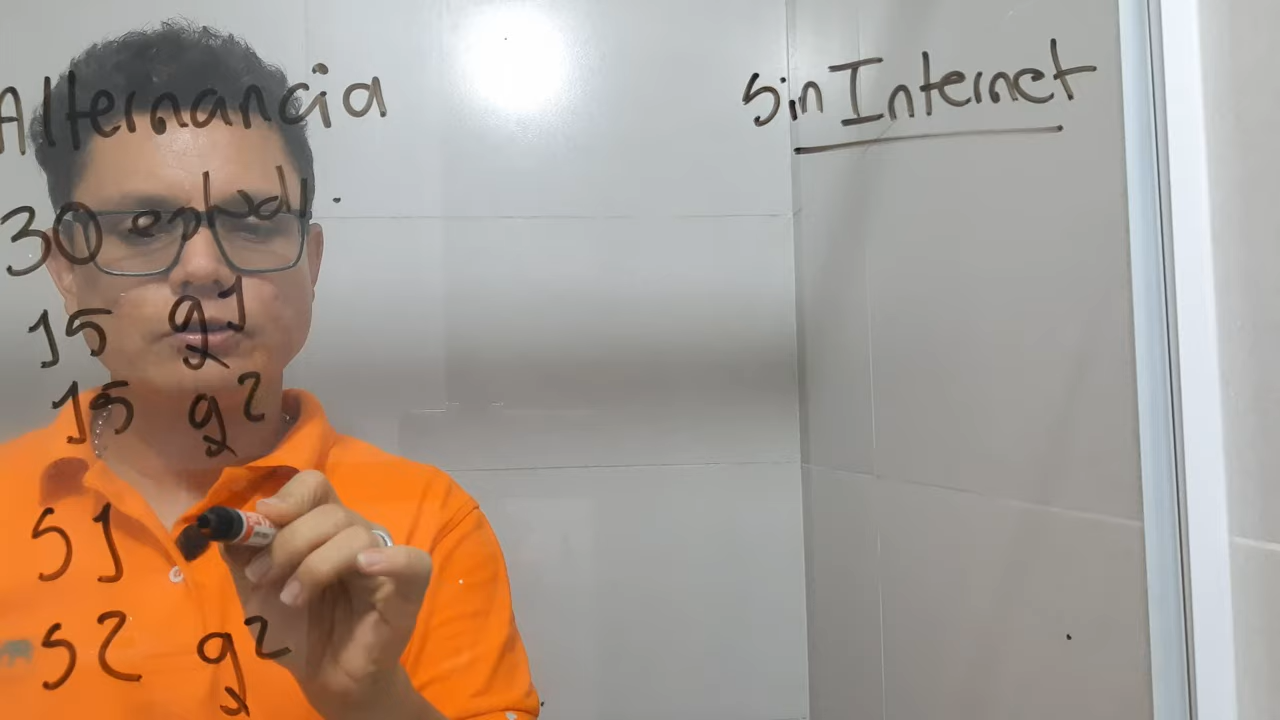 Alternancia
Sin Internet
30 estud.
15 g1
15 g2
S1
S2 g2